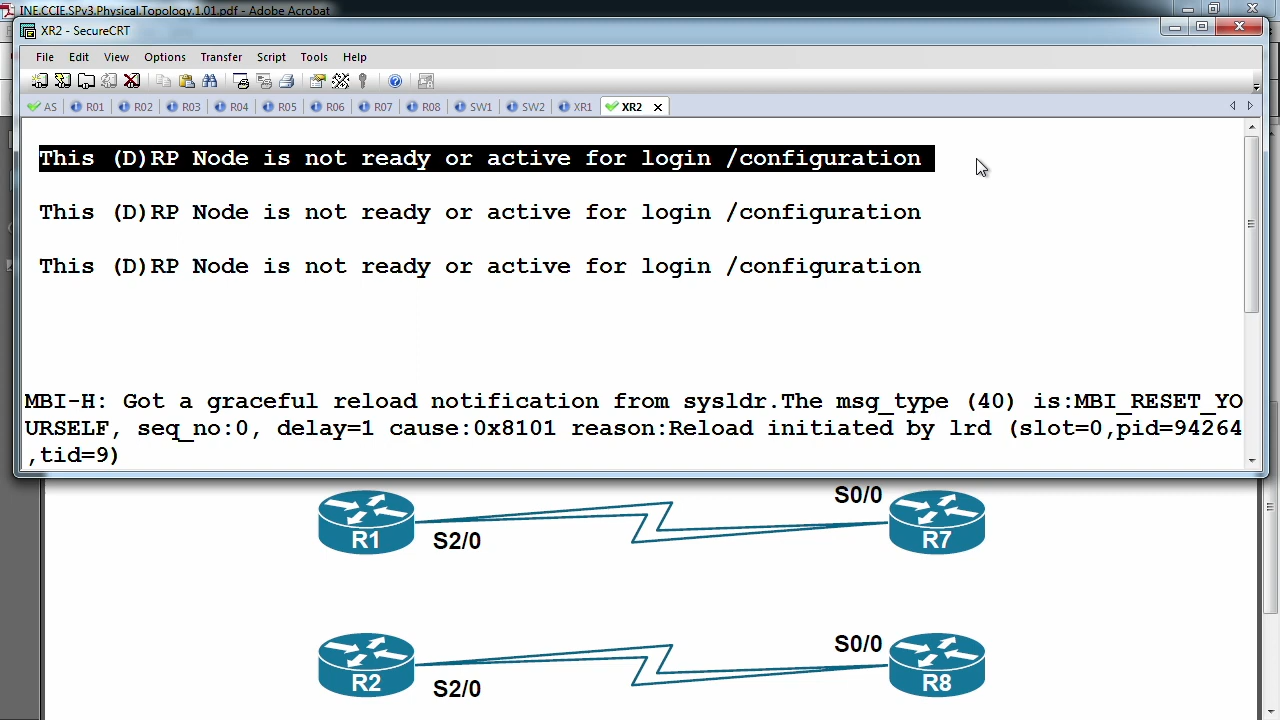 INE.CCIE.SPv3.Physical.Topology.1.01.pdf - Adobe Acrobat
XR2 - SecureCRT
File Edit View Options Transfer Script Tools Help
AS R01 R02 R03 R04 R05 R06 R07 R08 SW1 SW2 XR1 XR2
This (D)RP Node is not ready or active for login /configuration
This (D)RP Node is not ready or active for login /configuration
This (D)RP Node is not ready or active for login /configuration
MBI-H: Got a graceful reload notification from sysldr.The msg_type (40) is:MBI_RESET_YO
URSELF, seq_no:0, delay=1 cause:0x8101 reason:Reload initiated by lrd (slot=0,pid=94264
,tid=9)
S0/0
R1 S2/0 R7
S0/0
R2 S2/0 R8